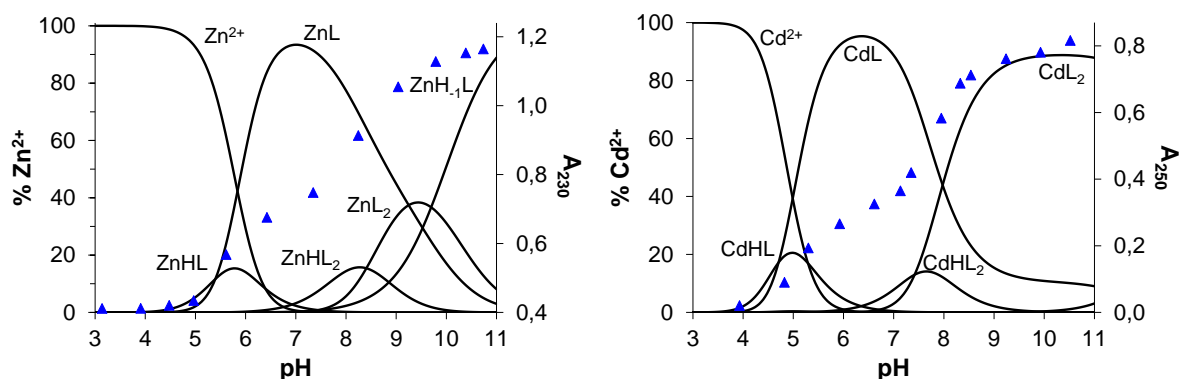 % Zn²⁺
100
80
60
40
20
0
Zn²⁺
ZnL
ZnH₋₁L
ZnL₂
ZnHL
ZnHL₂
1,2
1,0
0,8
0,6
0,4
A₂₃₀
3 4 5 6 7 8 9 10 11
pH
% Cd²⁺
100
80
60
40
20
0
Cd²⁺
CdL
CdL₂
CdHL
CdHL₂
0,8
0,6
0,4
0,2
0,0
A₂₅₀
3 4 5 6 7 8 9 10 11
pH